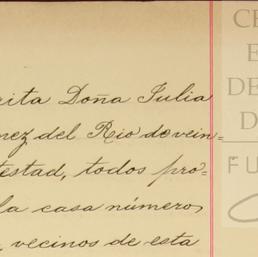 rita Doña Julia
nez del Rio de vein-
testad, todos pro-
la casa número
, vecinos de esta
CE
E
DE
D
FU